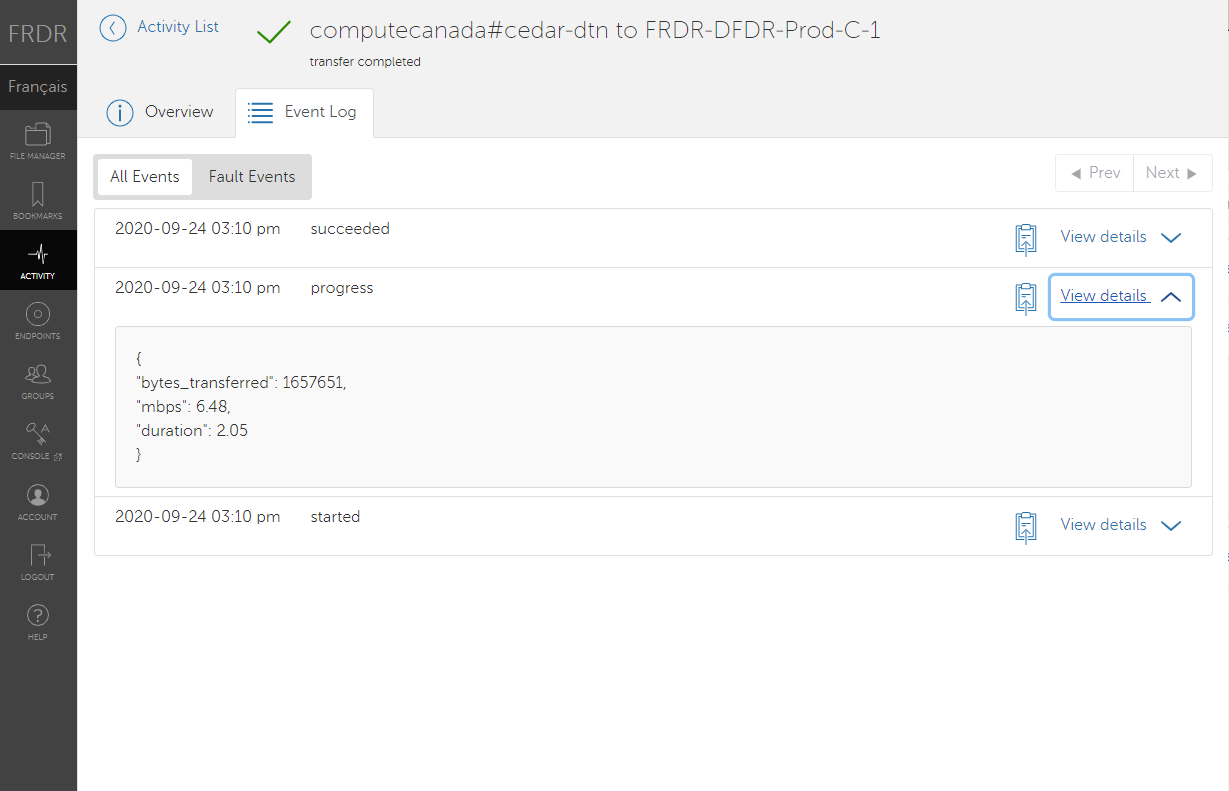 FRDR
Français
FILE MANAGER
BOOKMARKS
ACTIVITY
ENDPOINTS
GROUPS
CONSOLE
ACCOUNT
LOGOUT
HELP
Activity List
computecanada#cedar-dtn to FRDR-DFDR-Prod-C-1
transfer completed
Overview
Event Log
All Events
Fault Events
Prev
Next
2020-09-24 03:10 pm succeeded View details
2020-09-24 03:10 pm progress View details
{
"bytes_transferred": 1657651,
"mbps": 6.48,
"duration": 2.05
}
2020-09-24 03:10 pm started View details